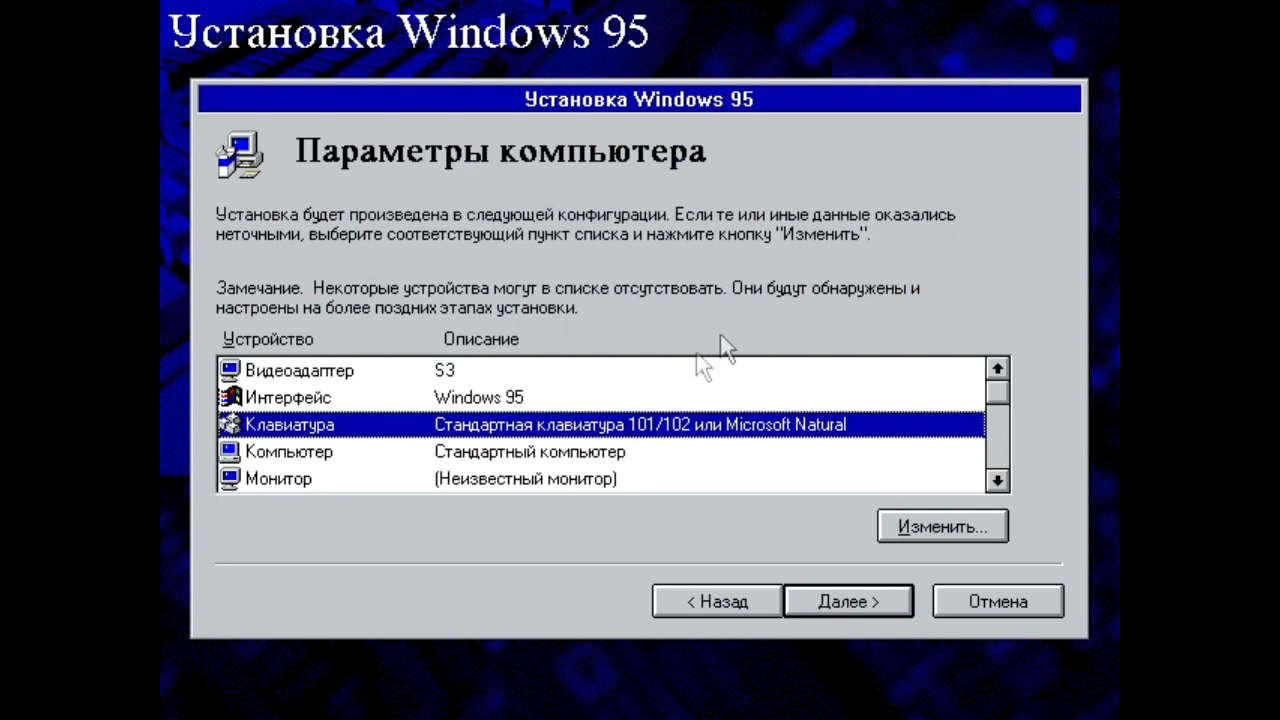 Установка Windows 95
Установка Windows 95
Параметры компьютера
Установка будет произведена в следующей конфигурации. Если те или иные данные оказались
неточными, выберите соответствующий пункт списка и нажмите кнопку "Изменить".
Замечание. Некоторые устройства могут в списке отсутствовать. Они будут обнаружены и
настроены на более поздних этапах установки.
Устройство Описание
Видеоадаптер S3
Интерфейс Windows 95
Клавиатура Стандартная клавиатура 101/102 или Microsoft Natural
Компьютер Стандартный компьютер
Монитор (Неизвестный монитор)
Изменить...
< Назад Далее > Отмена